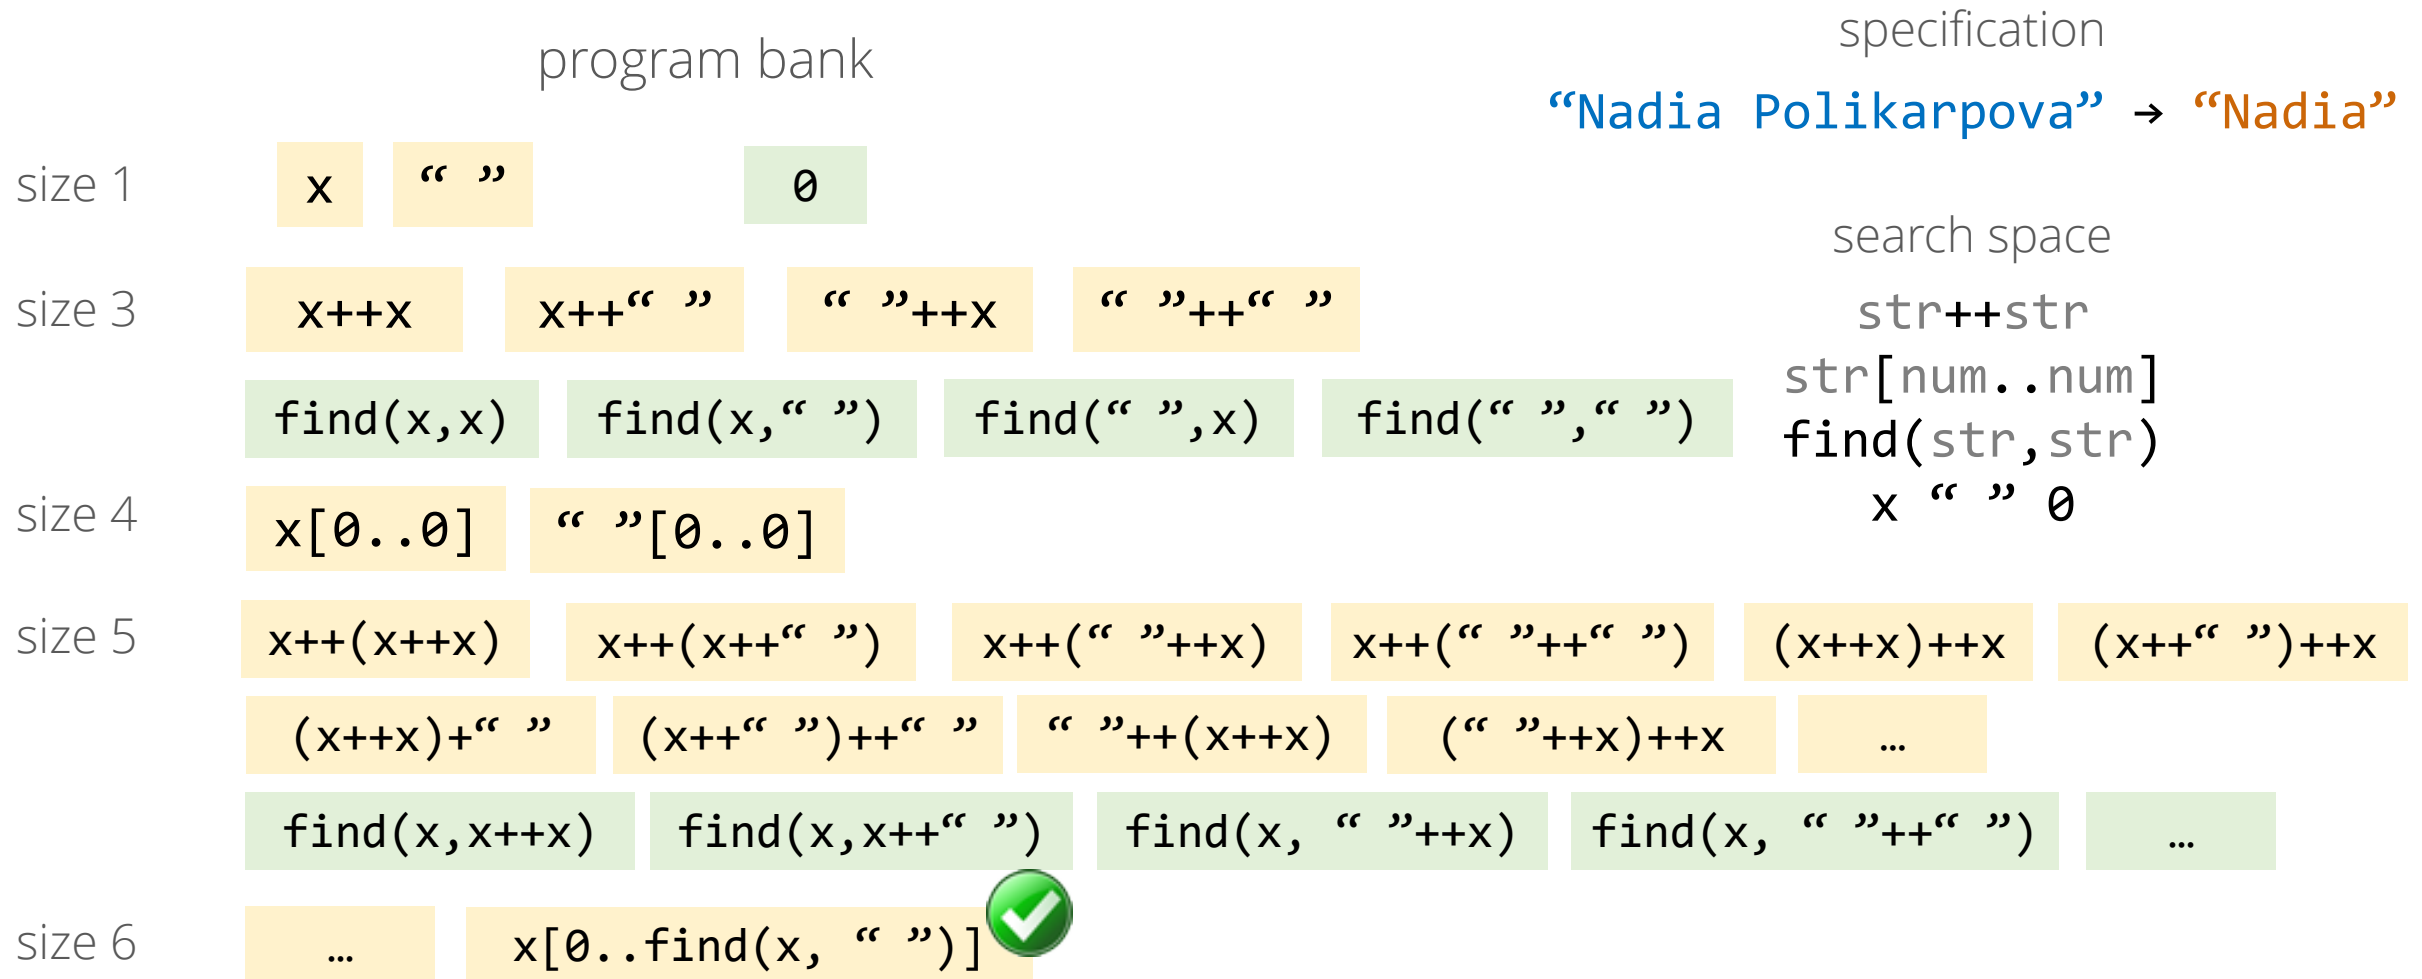 program bank
specification
“Nadia Polikarpova” → “Nadia”
size 1 x “ ” 0
search space
size 3 x++x x++“ ” “ ”++x “ ”++“ ”
str++str
str[num..num]
find(x,x) find(x,“ ”) find(“ ”,x) find(“ ”,“ ”)
find(str,str)
x “ ” 0
size 4 x[0..0] “ ”[0..0]
size 5 x++(x++x) x++(x++“ ”) x++(“ ”++x) x++(“ ”++“ ”) (x++x)++x (x++“ ”)++x
(x++x)+“ ” (x++“ ”)++“ ” “ ”++(x++x) (“ ”++x)++x …
find(x,x++x) find(x,x++“ ”) find(x, “ ”++x) find(x, “ ”++“ ”) …
size 6 … x[0..find(x, “ ”)]